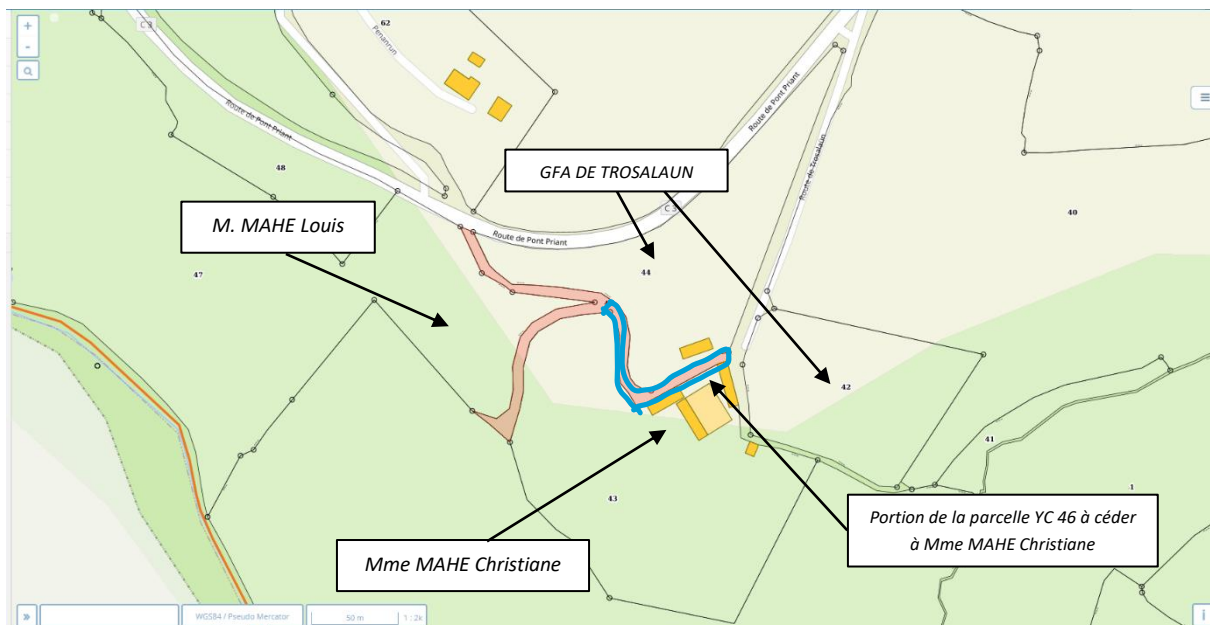 +
-
C 3
62
Penanrun
Route de Pont Priant
48
GFA DE TROSALAUN
Route de Pont Priant
Route de Trosalaun
40
M. MAHE Louis
C 3
Route de Pont Priant
47
44
42
41
1
43
Mme MAHE Christiane
Portion de la parcelle YC 46 à céder
à Mme MAHE Christiane
»
WGS84 / Pseudo Mercator
50 m
1 : 2k
i